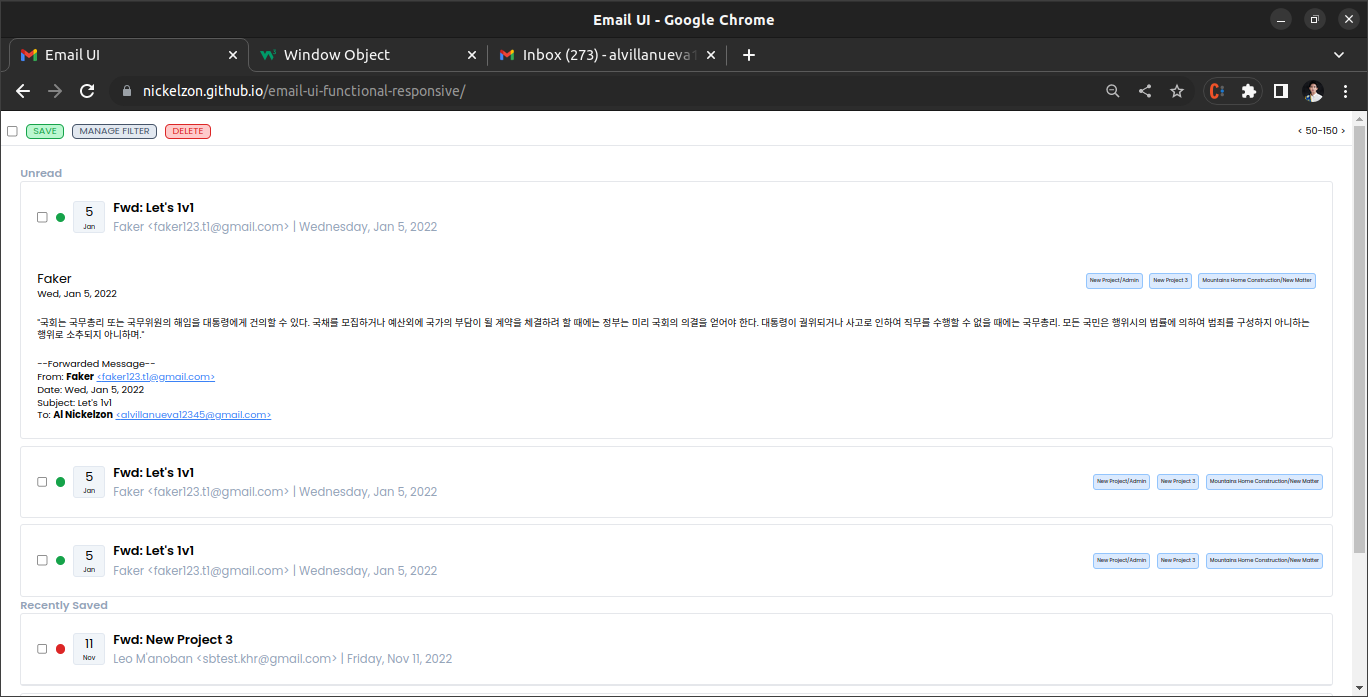 Email UI - Google Chrome
Email UI
Window Object
Inbox (273) - alvillanueva1
nickelzon.github.io/email-ui-functional-responsive/
SAVE MANAGE FILTER DELETE < 50-150 >
Unread
5
Jan
Fwd: Let's 1v1
Faker <faker123.t1@gmail.com> | Wednesday, Jan 5, 2022
Faker
Wed, Jan 5, 2022
New Project/Admin New Project 3 Mountains Home Construction/New Matter
"국회는 국무총리 또는 국무위원의 해임을 대통령에게 건의할 수 있다. 국채를 모집하거나 예산외에 국가의 부담이 될 계약을 체결하려 할 때에는 정부는 미리 국회의 의결을 얻어야 한다. 대통령이 궐위되거나 사고로 인하여 직무를 수행할 수 없을 때에는 국무총리. 모든 국민은 행위시의 법률에 의하여 범죄를 구성하지 아니하는
행위로 소추되지 아니하며."
--Forwarded Message--
From: Faker <faker123.t1@gmail.com>
Date: Wed, Jan 5, 2022
Subject: Let's 1v1
To: Al Nickelzon <alvillanueva12345@gmail.com>
5
Jan
Fwd: Let's 1v1
Faker <faker123.t1@gmail.com> | Wednesday, Jan 5, 2022
New Project/Admin New Project 3 Mountains Home Construction/New Matter
5
Jan
Fwd: Let's 1v1
Faker <faker123.t1@gmail.com> | Wednesday, Jan 5, 2022
New Project/Admin New Project 3 Mountains Home Construction/New Matter
Recently Saved
11
Nov
Fwd: New Project 3
Leo M'anoban <sbtest.khr@gmail.com> | Friday, Nov 11, 2022